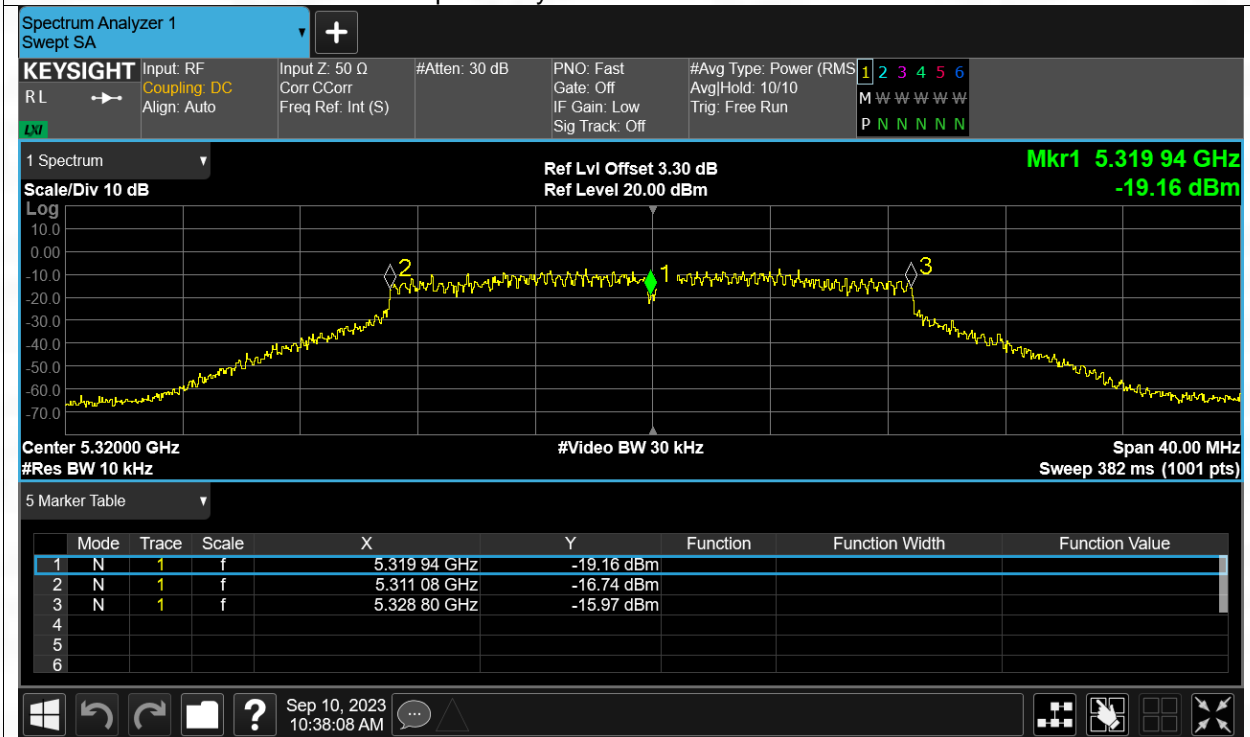 Spectrum Analyzer 1
Swept SA
KEYSIGHT Input: RF Input Z: 50 Ω #Atten: 30 dB PNO: Fast #Avg Type: Power (RMS 1 2 3 4 5 6
R L Coupling: DC Corr CCorr Gate: Off Avg|Hold: 10/10 M W W W W W
Align: Auto Freq Ref: Int (S) IF Gain: Low Trig: Free Run
LXI Sig Track: Off P N N N N N
1 Spectrum Ref Lvl Offset 3.30 dB Mkr1 5.319 94 GHz
Scale/Div 10 dB Ref Level 20.00 dBm -19.16 dBm
Log
10.0
0.00
-10.0 2 1 3
-20.0
-30.0
-40.0
-50.0
-60.0
-70.0
Center 5.32000 GHz #Video BW 30 kHz Span 40.00 MHz
#Res BW 10 kHz Sweep 382 ms (1001 pts)
5 Marker Table
Mode Trace Scale X Y Function Function Width Function Value
1 N 1 f 5.319 94 GHz -19.16 dBm
2 N 1 f 5.311 08 GHz -16.74 dBm
3 N 1 f 5.328 80 GHz -15.97 dBm
4
5
6
? Sep 10, 2023
10:38:08 AM